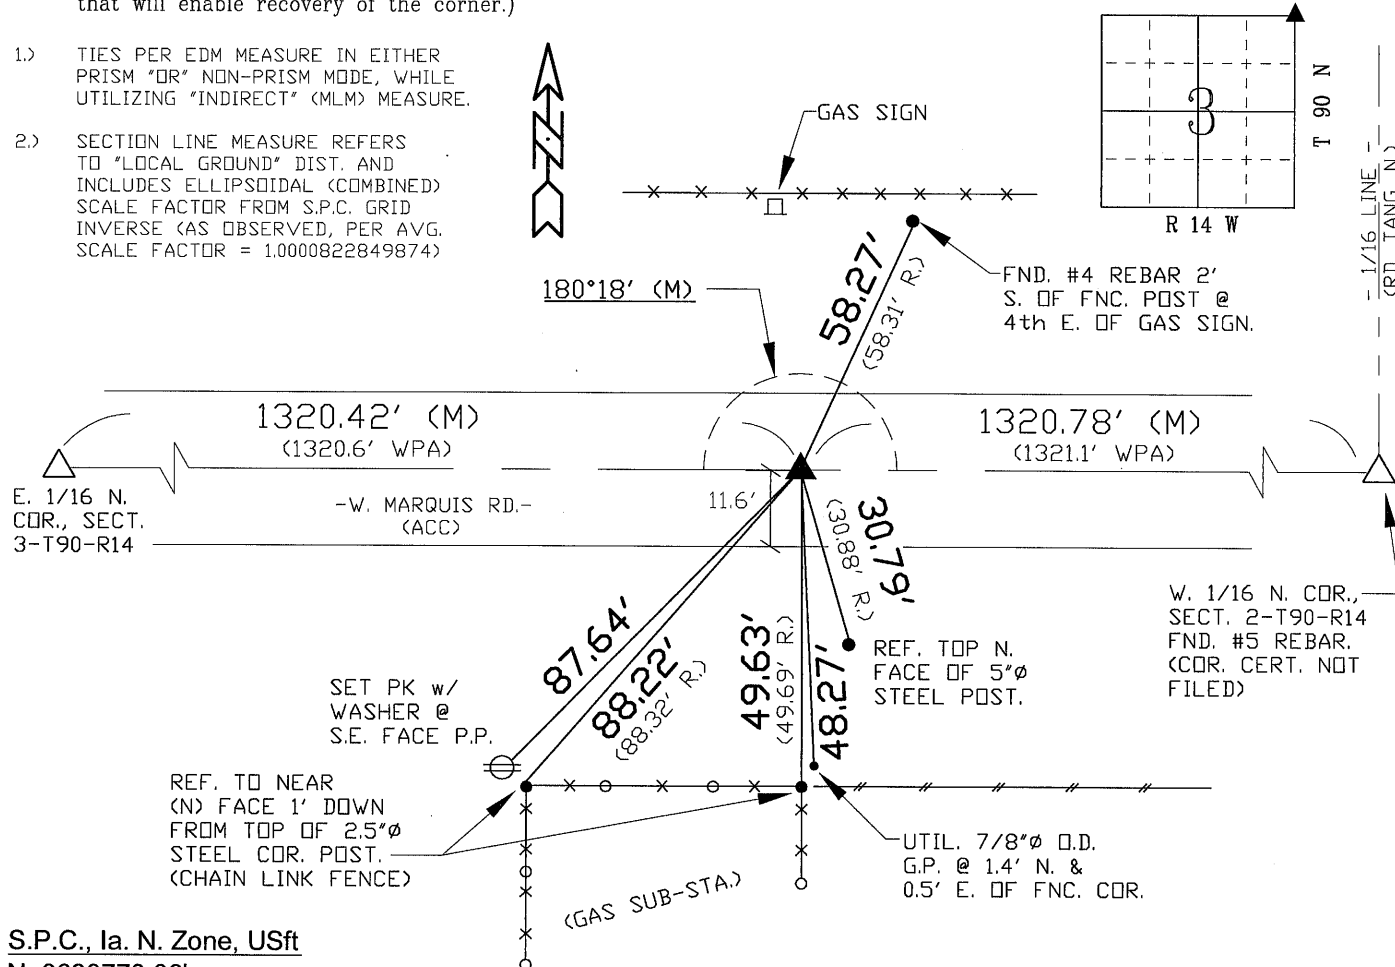 that will enable recovery of the corner.)
1.) TIES PER EDM MEASURE IN EITHER
PRISM "OR" NON-PRISM MODE, WHILE
UTILIZING "INDIRECT" (MLM) MEASURE.
2.) SECTION LINE MEASURE REFERS
TO "LOCAL GROUND" DIST. AND
INCLUDES ELLIPSOIDAL (COMBINED)
SCALE FACTOR FROM S.P.C. GRID
INVERSE (AS OBSERVED, PER AVG.
SCALE FACTOR = 1.0000822849874)
N
GAS SIGN
3
T 90 N
R 14 W
1/16 LINE
(RD. TANG. N.)
180°18' (M)
58.27'
(58.31' R.)
FND. #4 REBAR 2'
S. OF FNC. POST @
4th E. OF GAS SIGN.
1320.42' (M)
(1320.6' WPA)
1320.78' (M)
(1321.1' WPA)
E. 1/16 N.
COR., SECT.
3-T90-R14
-W. MARQUIS RD.-
(ACC)
11.6'
30.79'
(30.88' R.)
W. 1/16 N. COR.,
SECT. 2-T90-R14
FND. #5 REBAR.
(COR. CERT. NOT
FILED)
87.64'
88.22'
(88.32' R.)
49.63'
(49.69' R.)
48.27'
REF. TOP N.
FACE OF 5"Ø
STEEL POST.
SET PK w/
WASHER @
S.E. FACE P.P.
REF. TO NEAR
(N) FACE 1' DOWN
FROM TOP OF 2.5"Ø
STEEL COR. POST.
(CHAIN LINK FENCE)
UTIL. 7/8"Ø O.D.
G.P. @ 1.4' N. &
0.5' E. OF FNC. COR.
(GAS SUB-STA.)
S.P.C., Ia. N. Zone, USft